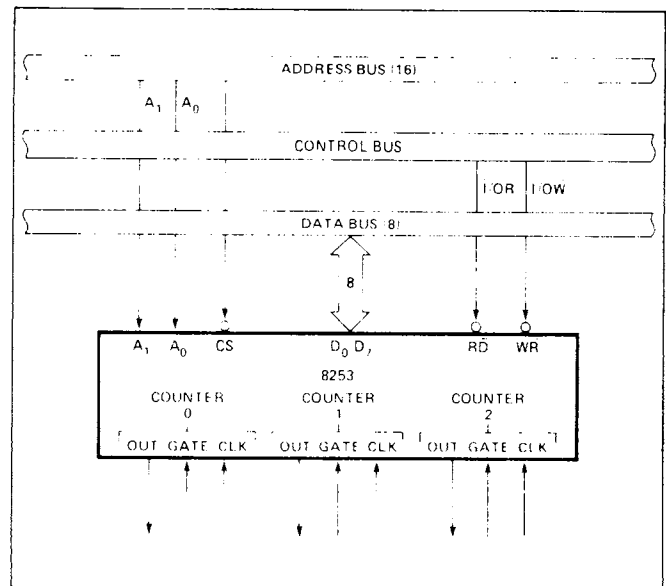 ADDRESS BUS (16)
A1 A0
CONTROL BUS
I/OR I/OW
DATA BUS (8)
8
A1 A0 CS D0 D7 RD WR
8253
COUNTER COUNTER COUNTER
0 1 2
OUT GATE CLK OUT GATE CLK OUT GATE CLK